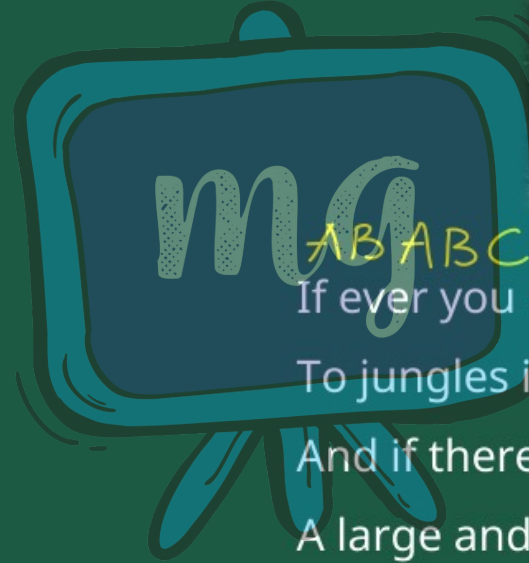 mg
ABABC
If ever you
To jungles i
And if there
A large and